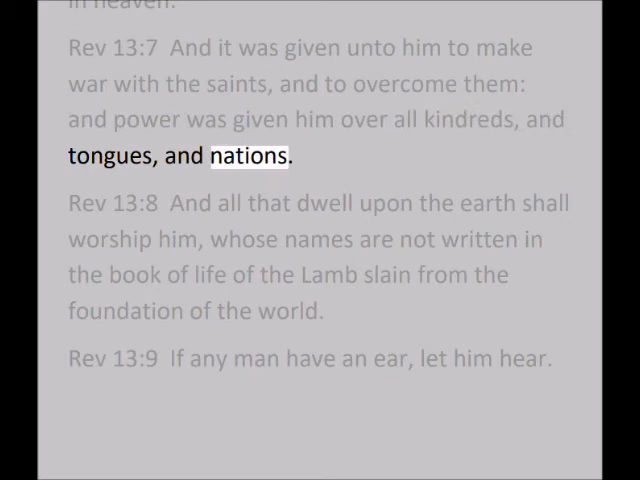 in heaven.
Rev 13:7 And it was given unto him to make
war with the saints, and to overcome them:
and power was given him over all kindreds, and
tongues, and nations.
Rev 13:8 And all that dwell upon the earth shall
worship him, whose names are not written in
the book of life of the Lamb slain from the
foundation of the world.
Rev 13:9 If any man have an ear, let him hear.